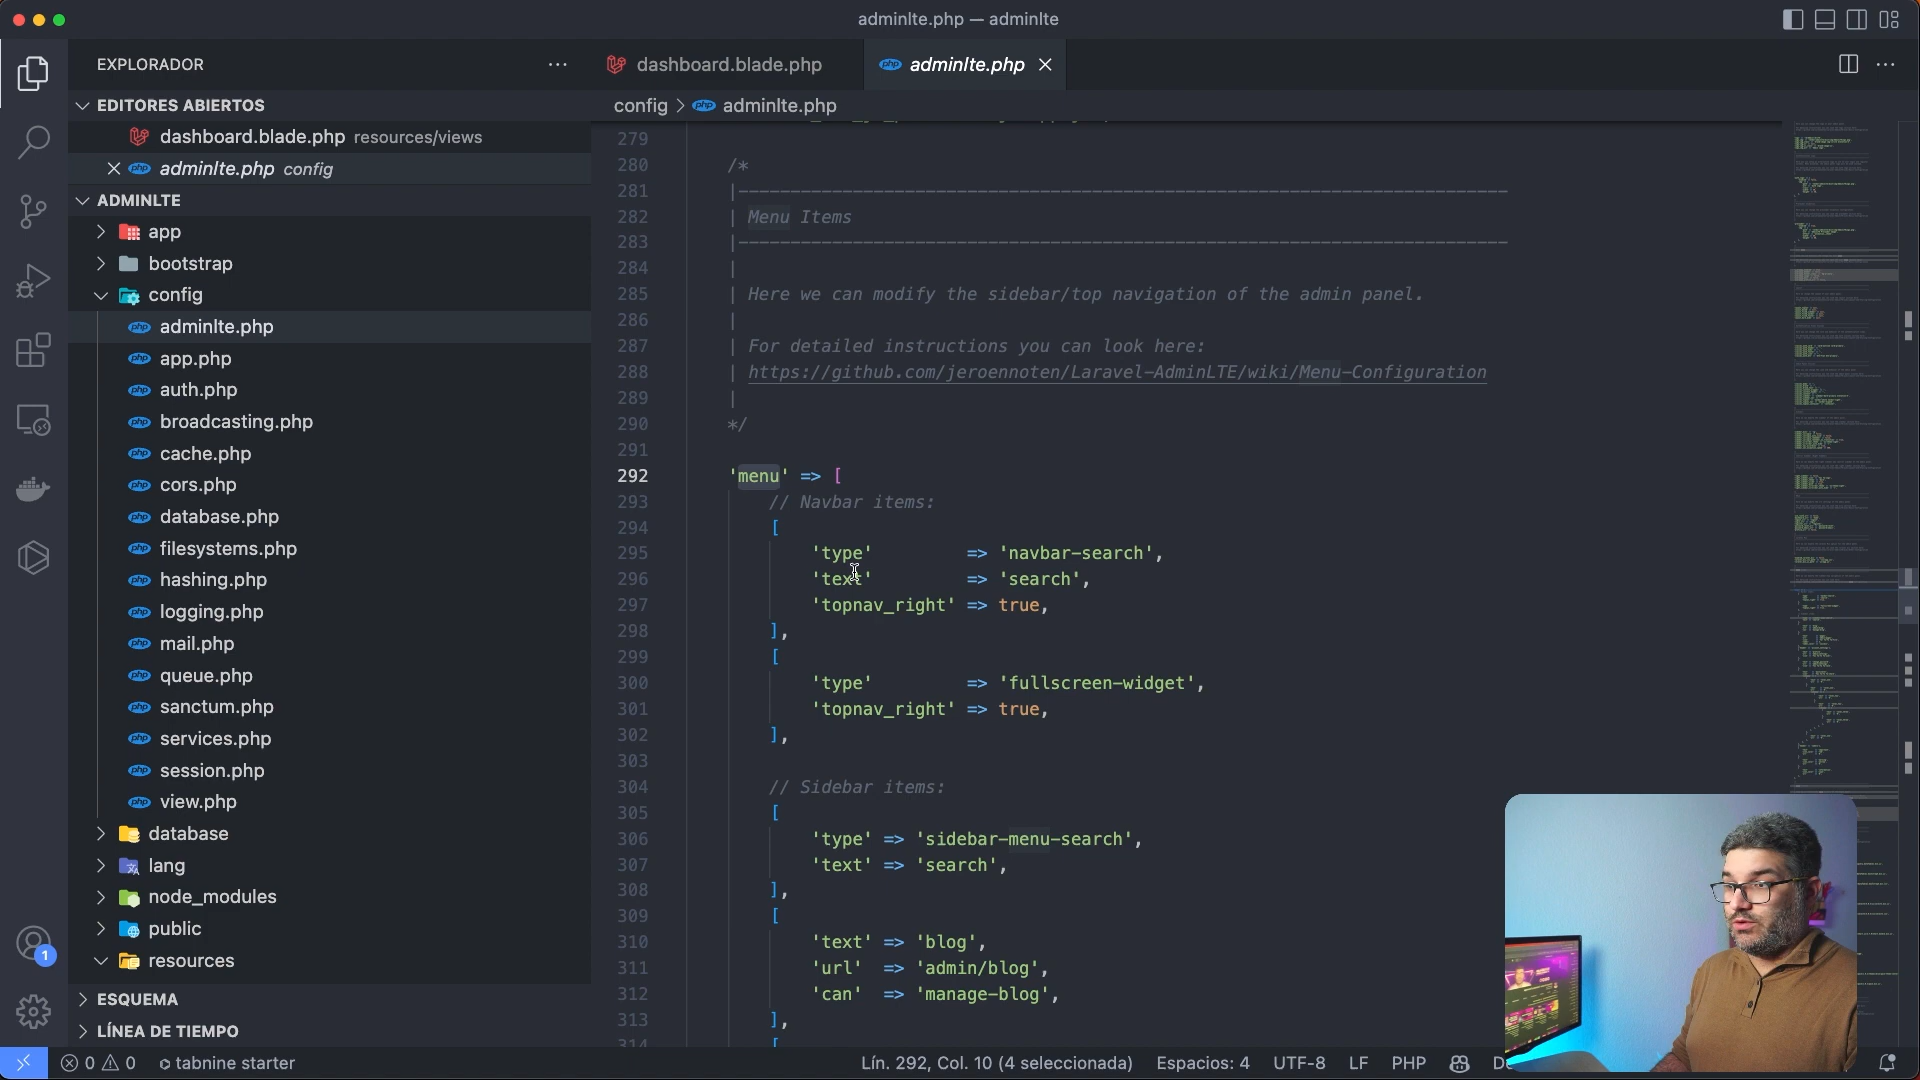 adminlte.php — adminlte
EXPLORADOR
EDITORES ABIERTOS
dashboard.blade.php resources/views
adminlte.php config
ADMINLTE
app
bootstrap
config
adminlte.php
app.php
auth.php
broadcasting.php
cache.php
cors.php
database.php
filesystems.php
hashing.php
logging.php
mail.php
queue.php
sanctum.php
services.php
session.php
view.php
database
lang
node_modules
public
resources
ESQUEMA
LÍNEA DE TIEMPO
dashboard.blade.php
adminlte.php
config > adminlte.php
279
280 /*
281 |--------------------------------------------------------------------------
282 | Menu Items
283 |--------------------------------------------------------------------------
284 |
285 | Here we can modify the sidebar/top navigation of the admin panel.
286 |
287 | For detailed instructions you can look here:
288 | https://github.com/jeroennoten/Laravel-AdminLTE/wiki/Menu-Configuration
289 |
290 */
291
292 'menu' => [
293 // Navbar items:
294 [
295 'type' => 'navbar-search',
296 'text' => 'search',
297 'topnav_right' => true,
298 ],
299 [
300 'type' => 'fullscreen-widget',
301 'topnav_right' => true,
302 ],
303
304 // Sidebar items:
305 [
306 'type' => 'sidebar-menu-search',
307 'text' => 'search',
308 ],
309 [
310 'text' => 'blog',
311 'url' => 'admin/blog',
312 'can' => 'manage-blog',
313 ],
314 [
1
0 0 tabnine starter
Lín. 292, Col. 10 (4 seleccionada) Espacios: 4 UTF-8 LF PHP